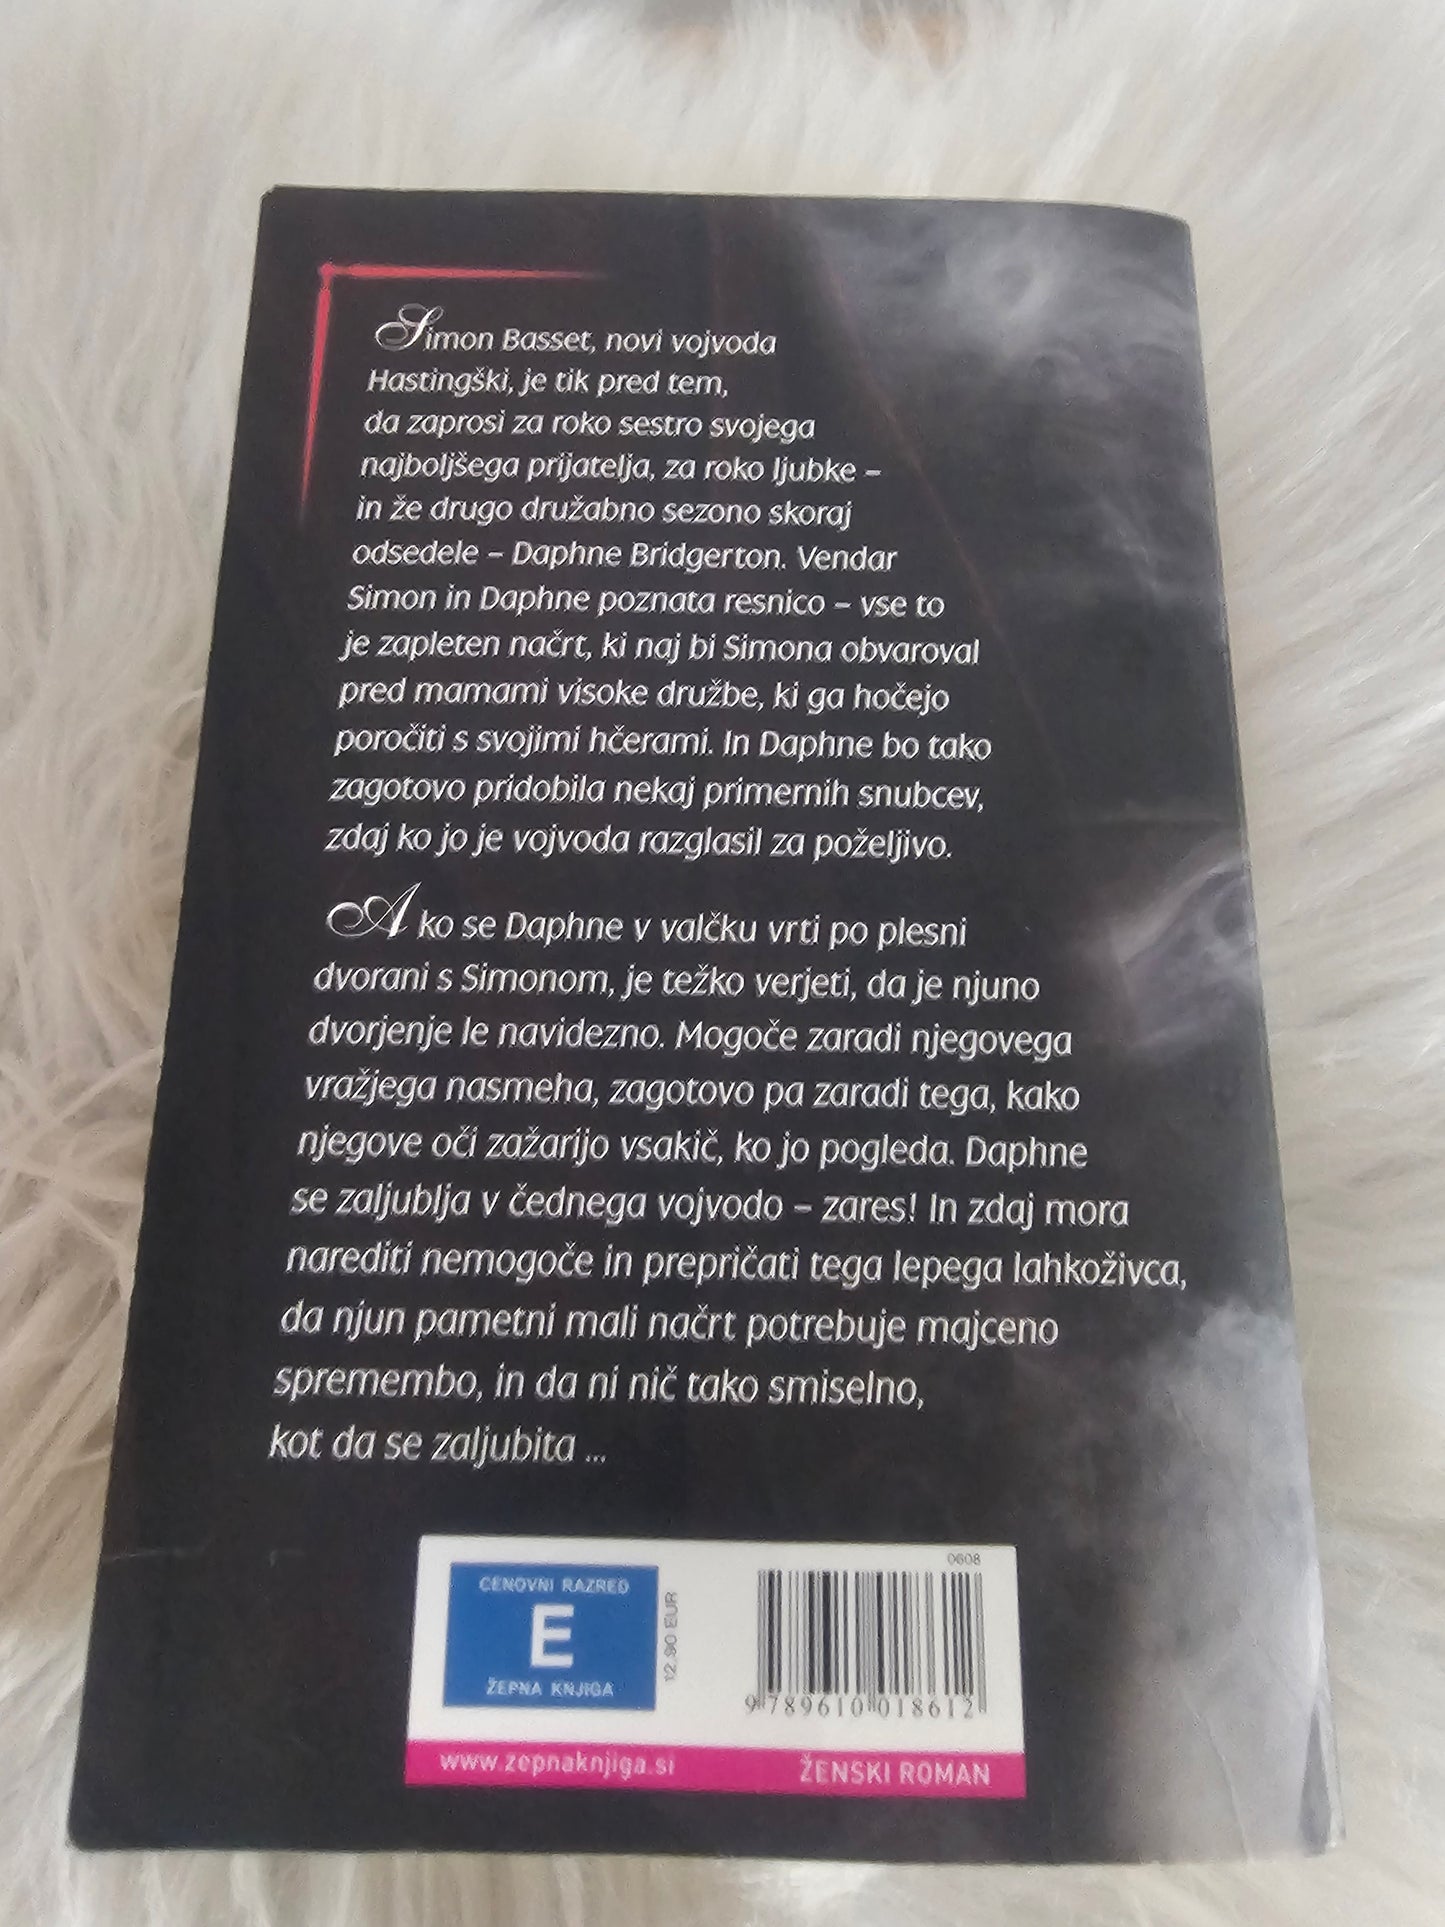 Simon Basset, novi vojvoda
Hastingški, je tik pred tem,
da zaprosi za roko sestro svojega
najboljšega prijatelja, za roko ljubke –
in že drugo družabno sezono skoraj
odsedele – Daphne Bridgerton. Vendar
Simon in Daphne poznata resnico – vse to
je zapleten načrt, ki naj bi Simona obvaroval
pred mamami visoke družbe, ki ga hočejo
poročiti s svojimi hčerami. In Daphne bo tako
zagotovo pridobila nekaj primernih snubcev,
zdaj ko jo je vojvoda razglasil za poželjivo.
A ko se Daphne v valčku vrti po plesni
dvorani s Simonom, je težko verjeti, da je njuno
dvorjenje le navidezno. Mogoče zaradi njegovega
vražjega nasmeha, zagotovo pa zaradi tega, kako
njegove oči zažarijo vsakič, ko jo pogleda. Daphne
se zaljublja v čednega vojvodo – zares! In zdaj mora
narediti nemogoče in prepričati tega lepega lahkoživca,
da njun pametni mali načrt potrebuje majceno
spremembo, in da ni nič tako smiselno,
kot da se zaljubita ...
CENOVNI RAZRED
E
ŽEPNA KNJIGA
12,90 EUR
0608
9 789610 018612
www.zepnaknjiga.si
ŽENSKI ROMAN